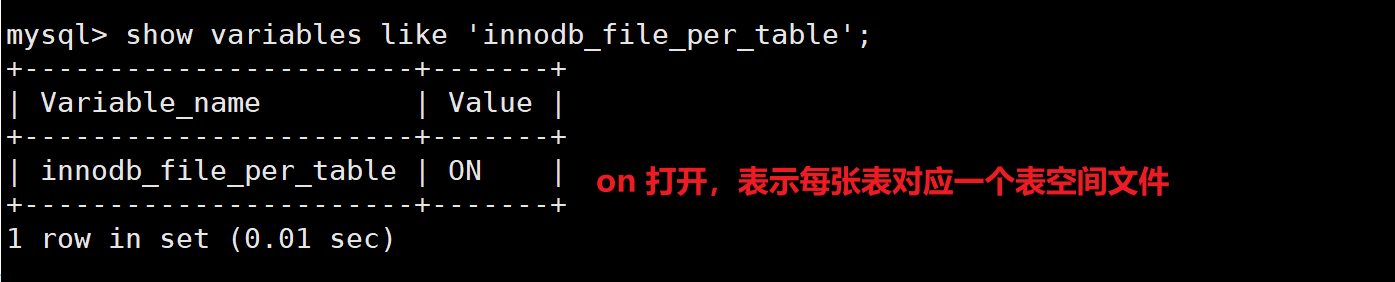 mysql> show variables like 'innodb_file_per_table';
+-----------------------+-------+
| Variable_name         | Value |
+-----------------------+-------+
| innodb_file_per_table | ON    | on 打开，表示每张表对应一个表空间文件
+-----------------------+-------+
1 row in set (0.01 sec)